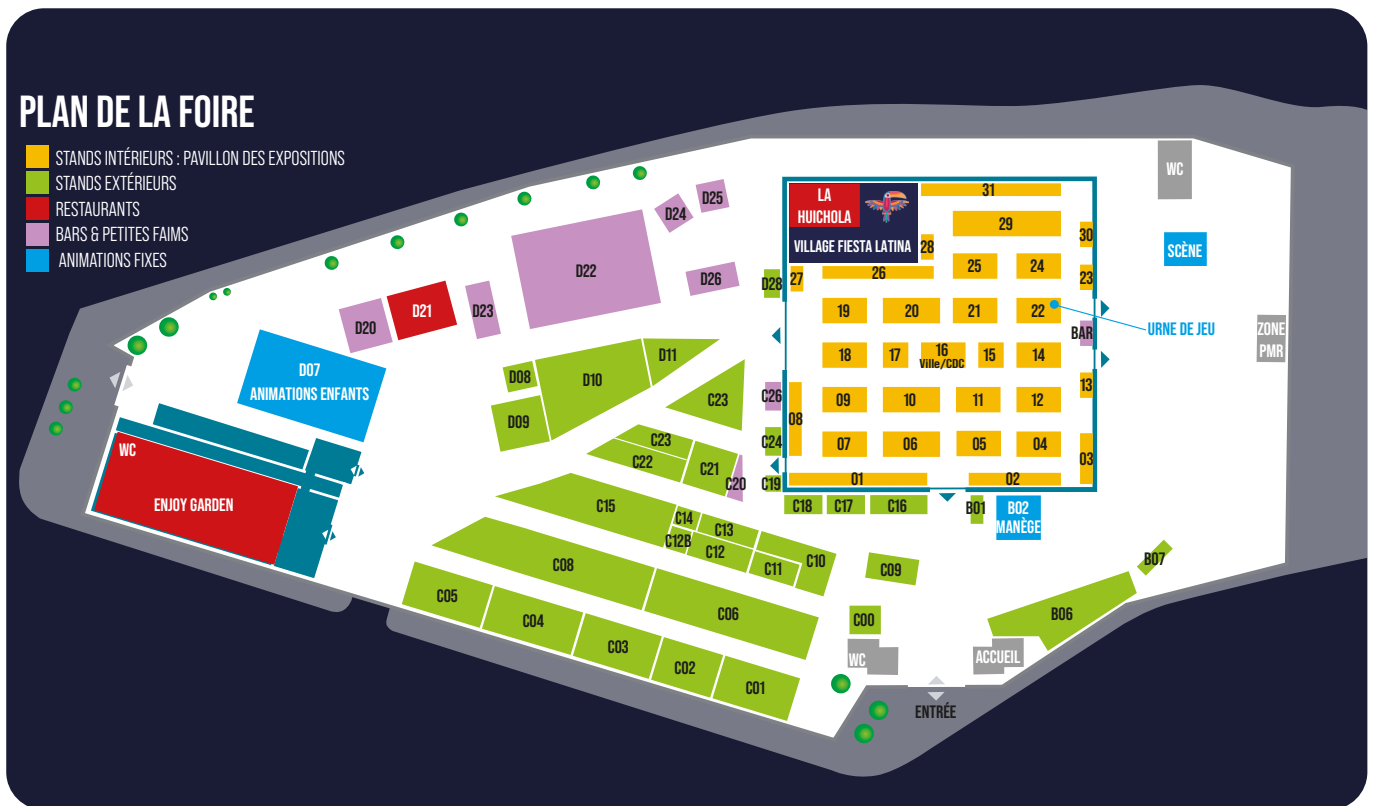 PLAN DE LA FOIRE
STANDS INTÉRIEURS : PAVILLON DES EXPOSITIONS
STANDS EXTÉRIEURS
RESTAURANTS
BARS & PETITES FAIMS
ANIMATIONS FIXES
WC
SCÈNE
ZONE
PMR
URNE DE JEU
LA
HUICHOLA
VILLAGE FIESTA LATINA
31
29
30
28
27
26
25
24
23
19
20
21
22
BAR
18
17
16
Ville/CDC
15
14
13
08
09
10
11
12
07
06
05
04
03
01
02
D25
D24
D22
D26
D28
D23
D21
D20
D07
ANIMATIONS ENFANTS
D08
D09
D10
D11
C23
C26
C24
C19
C23
C22
C21
C20
WC
ENJOY GARDEN
C18
C17
C16
B01
B02
MANÈGE
C15
C14
C13
C12B
C12
C11
C10
C09
C08
C06
C05
C04
C03
C02
C01
C00
WC
ACCUEIL
B06
B07
ENTRÉE